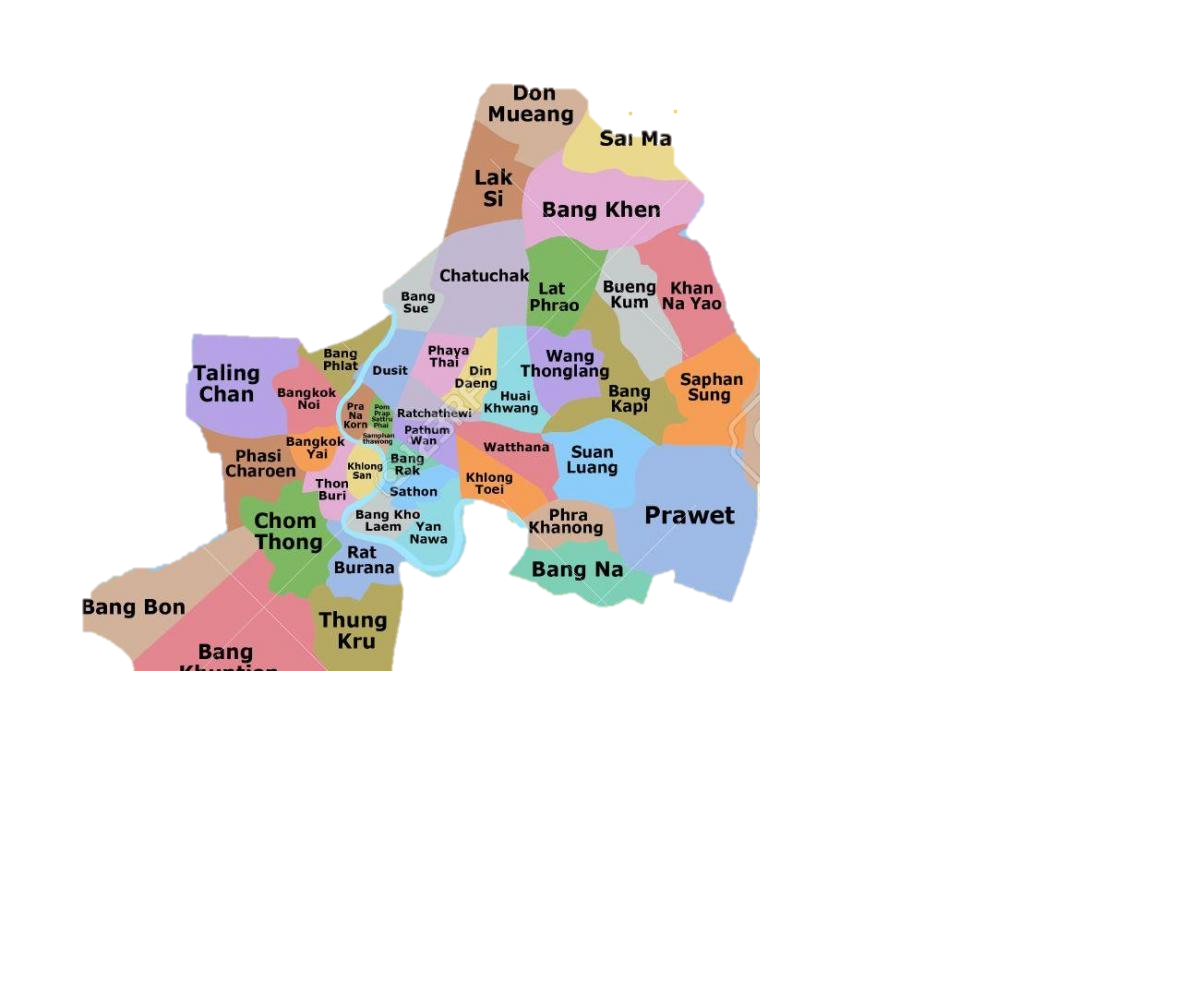 Don
Mueang
Sai Ma
Lak
Si
Bang Khen
Chatuchak
Lat
Phrao
Bueng
Kum
Khan
Na Yao
Bang
Sue
Bang
Phlat
Dusit
Phaya
Thai
Din
Daeng
Huai
Khwang
Wang
Thonglang
Bang
Kapi
Saphan
Sung
Taling
Chan
Bangkok
Noi
Pra
Na
Korn
Pom
Prap
Sattru
Phai
Samphan
thawong
Ratchathewi
Pathum
Wan
Bangkok
Yai
Phasi
Charoen
Khlong
San
Bang
Rak
Watthana
Suan
Luang
Thon
Buri
Sathon
Khlong
Toei
Chom
Thong
Bang Kho
Laem
Yan
Nawa
Phra
Khanong
Prawet
Rat
Burana
Bang Na
Bang Bon
Thung
Kru
Bang
Khuntien